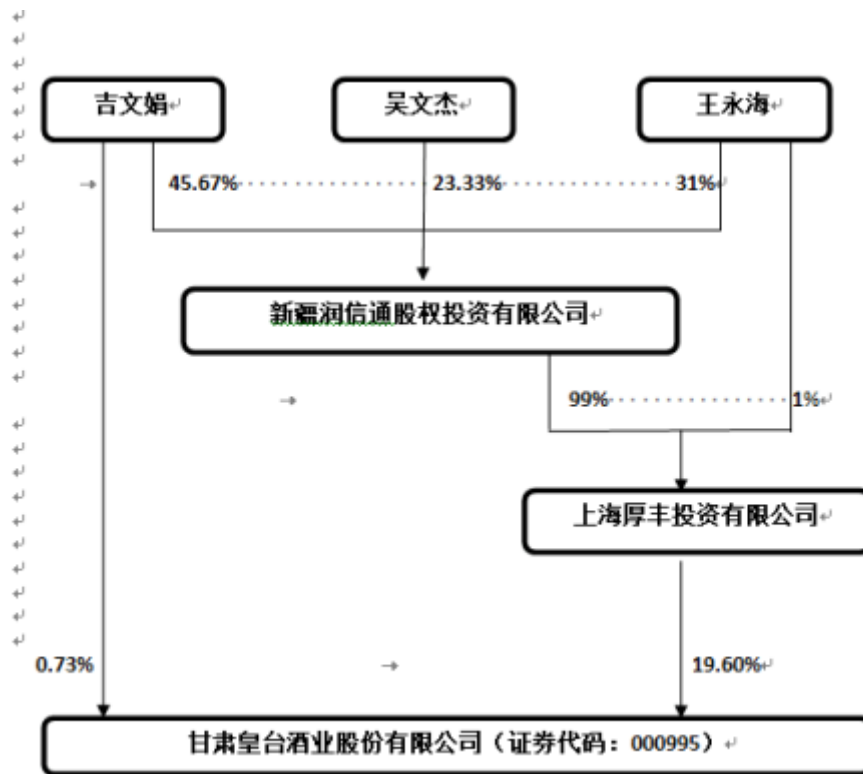 吉文娟 吴文杰 王永海
45.67% 23.33% 31%
新疆润信通股权投资有限公司
99% 1%
上海厚丰投资有限公司
0.73% 19.60%
甘肃皇台酒业股份有限公司（证券代码：000995）